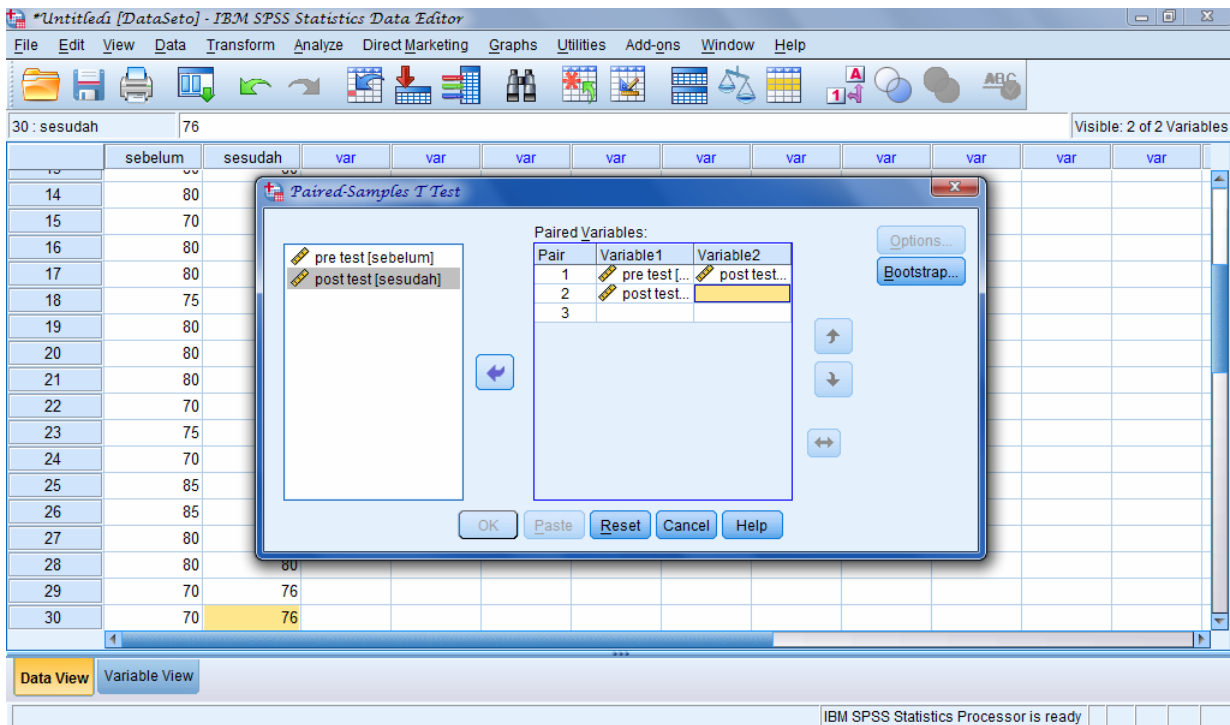 *Untitled1 [DataSet0] - IBM SPSS Statistics Data Editor
File Edit View Data Transform Analyze Direct Marketing Graphs Utilities Add-ons Window Help
A 1 ABC
30 : sesudah 76 Visible: 2 of 2 Variables
sebelum sesudah var var var var var var var var var var
14 80
15 70
16 80
17 80
18 75
19 80
20 80
21 80
22 70
23 75
24 70
25 85
26 85
27 80
28 80 80
29 70 76
30 70 76
Paired-Samples T Test
pre test [sebelum]
post test [sesudah]
Paired Variables:
Pair Variable1 Variable2
1 pre test [... post test...
2 post test...
3
Options...
Bootstrap...
OK Paste Reset Cancel Help
Data View Variable View
IBM SPSS Statistics Processor is ready